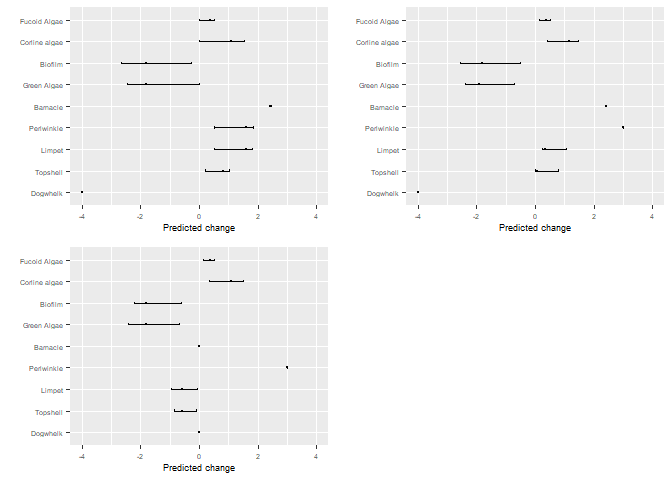 Fucoid Algae
Corline algae
Biofilm
Green Algae
Barnacle
Periwinkle
Limpet
Topshell
Dogwhelk
-4 -2 0 2 4
Predicted change
Fucoid Algae
Corline algae
Biofilm
Green Algae
Barnacle
Periwinkle
Limpet
Topshell
Dogwhelk
-4 -2 0 2 4
Predicted change
Fucoid Algae
Corline algae
Biofilm
Green Algae
Barnacle
Periwinkle
Limpet
Topshell
Dogwhelk
-4 -2 0 2 4
Predicted change